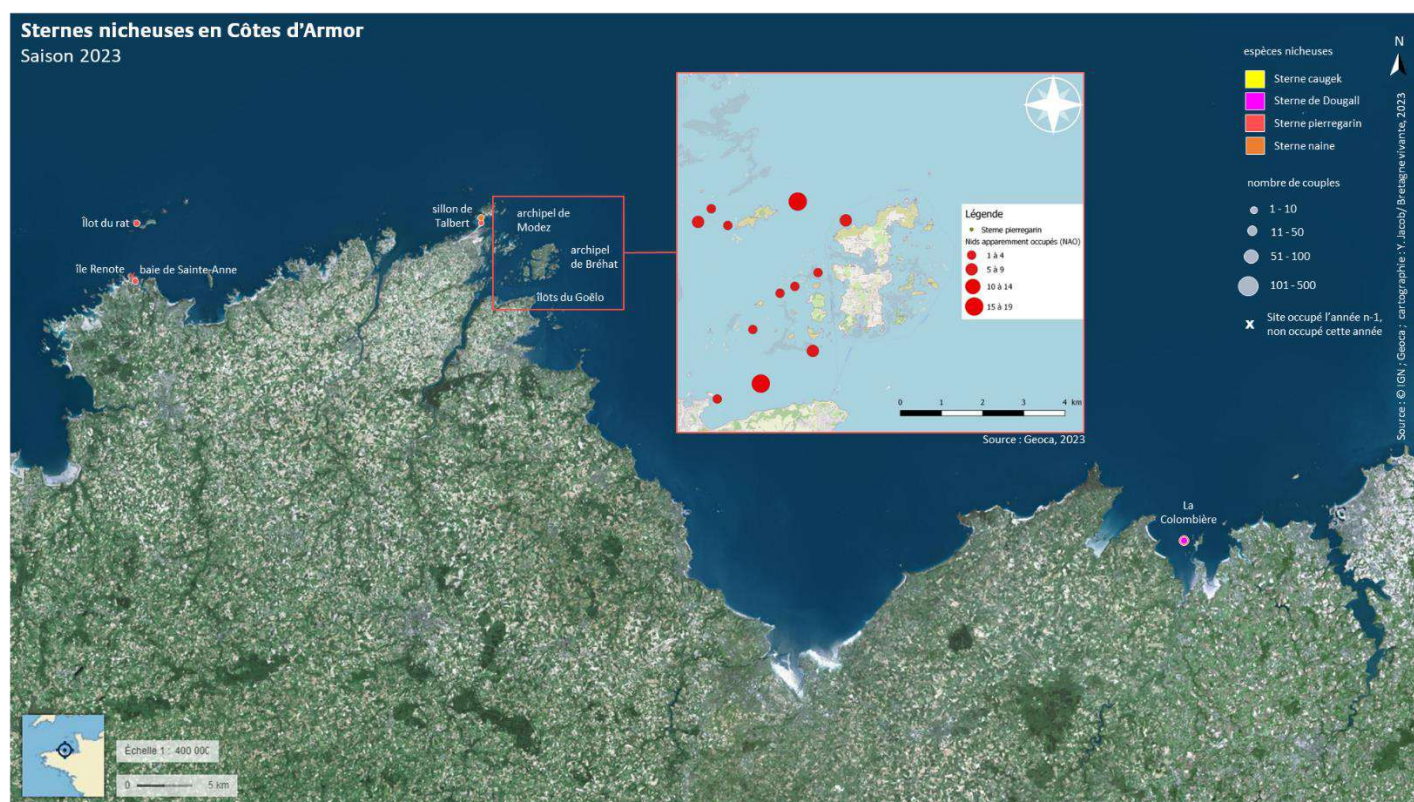 Sternes nicheuses en Côtes d'Armor
Saison 2023
N
espèces nicheuses
Sterne caugek
Sterne de Dougall
Sterne pierregarin
Sterne naine
nombre de couples
1 - 10
11 - 50
51 - 100
101 - 500
x Site occupé l'année n-1,
non occupé cette année
Source : © IGN ; Geoca ; cartographie : Y. Jacob/ Bretagne vivante, 2023
Îlot du rat
île Renote
baie de Sainte-Anne
sillon de
Talbert
archipel de
Modez
archipel
de Bréhat
îlots du Goëlo
Légende
Sterne pierregarin
Nids apparemment occupés (NAO)
1 à 4
5 à 9
10 à 14
15 à 19
0 1 2 3 4 km
Source : Geoca, 2023
La
Colombière
Échelle 1 : 400 000
0 5 km